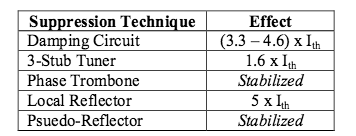 Suppression Technique Effect
Damping Circuit (3.3 – 4.6) x Ith
3-Stub Tuner 1.6 x Ith
Phase Trombone Stabilized
Local Reflector 5 x Ith
Psuedo-Reflector Stabilized